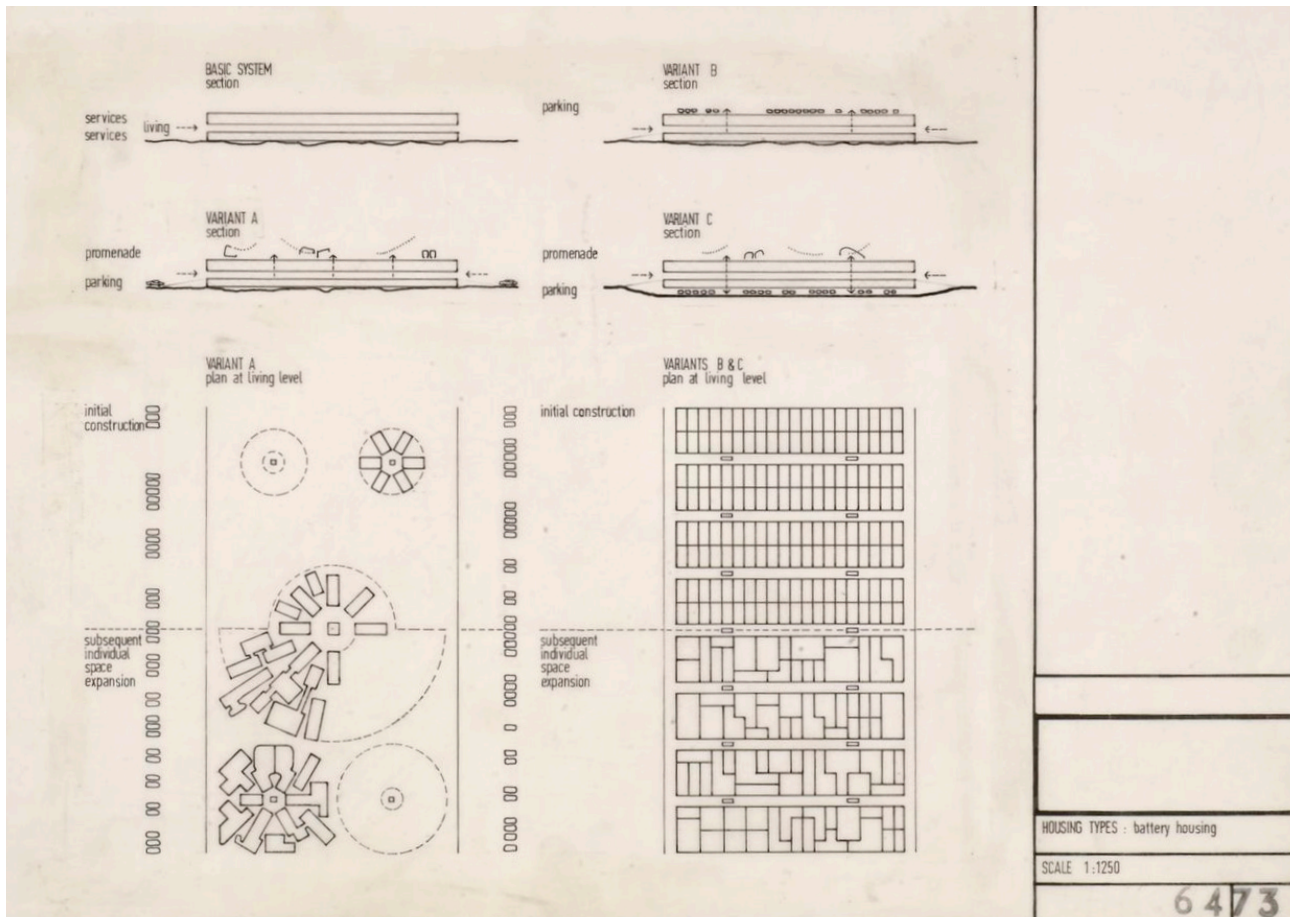 BASIC SYSTEM
section
services
living
services
VARIANT B
section
parking
VARIANT A
section
promenade
parking
VARIANT C
section
promenade
parking
VARIANT A
plan at living level
initial
construction
subsequent
individual
space
expansion
VARIANTS B & C
plan at living level
initial construction
subsequent
individual
space
expansion
HOUSING TYPES : battery housing
SCALE 1:1250
6473